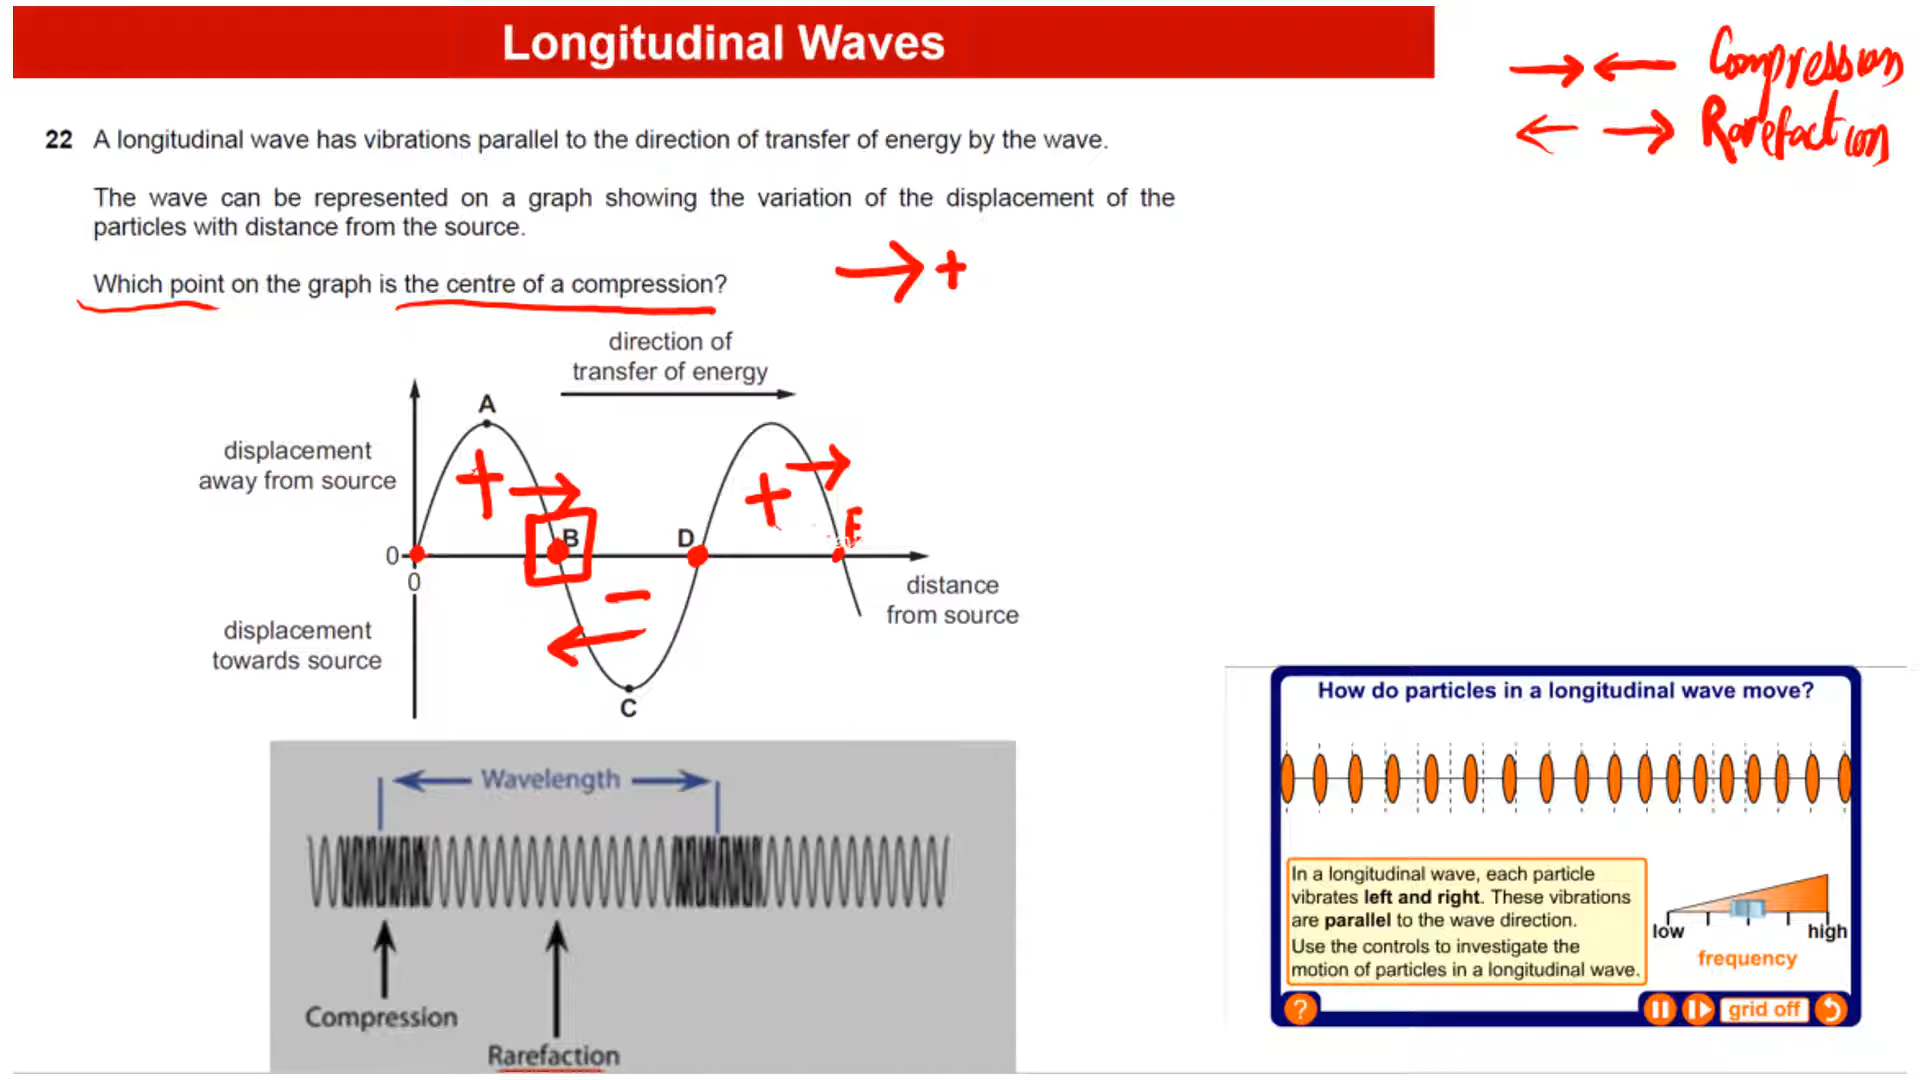 Longitudinal Waves
Compression
Rarefaction
22 A longitudinal wave has vibrations parallel to the direction of transfer of energy by the wave.
The wave can be represented on a graph showing the variation of the displacement of the
particles with distance from the source.
Which point on the graph is the centre of a compression?
+
direction of
transfer of energy
A
displacement
away from source
+
+
B
D
E
0
0
distance
from source
displacement
towards source
C
Wavelength
Compression
Rarefaction
How do particles in a longitudinal wave move?
In a longitudinal wave, each particle
vibrates left and right. These vibrations
are parallel to the wave direction.
Use the controls to investigate the
motion of particles in a longitudinal wave.
low
high
frequency
?
grid off